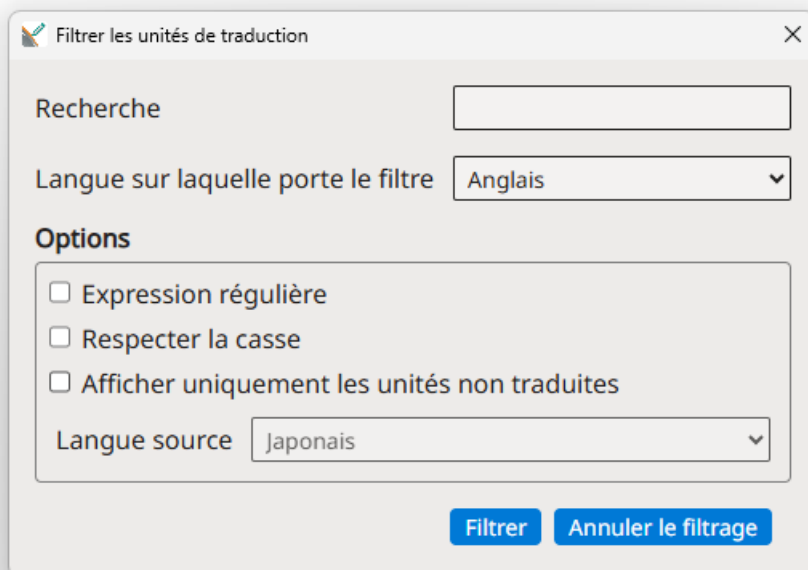 Filtrer les unités de traduction
Recherche
Langue sur laquelle porte le filtre Anglais
Options
Expression régulière
Respecter la casse
Afficher uniquement les unités non traduites
Langue source Japonais
Filtrer Annuler le filtrage